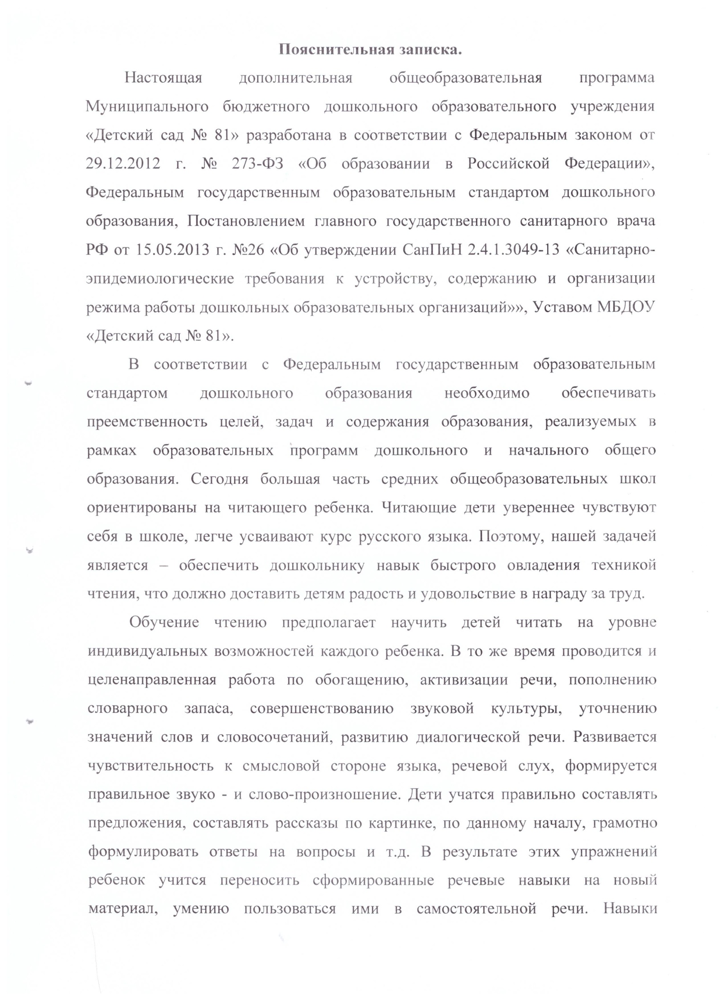 Пояснительная записка.
Настоящая дополнительная общеобразовательная программа
Муниципального бюджетного дошкольного образовательного учреждения
«Детский сад № 81» разработана в соответствии с Федеральным законом от
29.12.2012 г. № 273-ФЗ «Об образовании в Российской Федерации»,
Федеральным государственным образовательным стандартом дошкольного
образования, Постановлением главного государственного санитарного врача
РФ от 15.05.2013 г. №26 «Об утверждении СанПиН 2.4.1.3049-13 «Санитарно-
эпидемиологические требования к устройству, содержанию и организации
режима работы дошкольных образовательных организаций»», Уставом МБДОУ
«Детский сад № 81».
В соответствии с Федеральным государственным образовательным
стандартом дошкольного образования необходимо обеспечивать
преемственность целей, задач и содержания образования, реализуемых в
рамках образовательных программ дошкольного и начального общего
образования. Сегодня большая часть средних общеобразовательных школ
ориентированы на читающего ребенка. Читающие дети увереннее чувствуют
себя в школе, легче усваивают курс русского языка. Поэтому, нашей задачей
является – обеспечить дошкольнику навык быстрого овладения техникой
чтения, что должно доставить детям радость и удовольствие в награду за труд.
Обучение чтению предполагает научить детей читать на уровне
индивидуальных возможностей каждого ребенка. В то же время проводится и
целенаправленная работа по обогащению, активизации речи, пополнению
словарного запаса, совершенствованию звуковой культуры, уточнению
значений слов и словосочетаний, развитию диалогической речи. Развивается
чувствительность к смысловой стороне языка, речевой слух, формируется
правильное звуко - и слово-произношение. Дети учатся правильно составлять
предложения, составлять рассказы по картинке, по данному началу, грамотно
формулировать ответы на вопросы и т.д. В результате этих упражнений
ребенок учится переносить сформированные речевые навыки на новый
материал, умению пользоваться ими в самостоятельной речи. Навыки